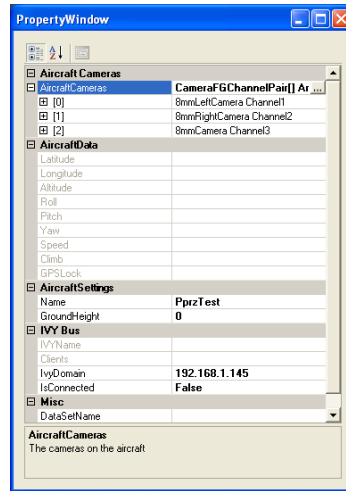 PropertyWindow
Aircraft Cameras
AircraftCameras CameraFGChannelPair[] Ar ...
[0] 8mmLeftCamera Channel1
[1] 8mmRightCamera Channel2
[2] 8mmCamera Channel3
AircraftData
Latitude
Longitude
Altitude
Roll
Pitch
Yaw
Speed
Climb
GPSLock
AircraftSettings
Name PprzTest
GroundHeight 0
IVY Bus
IVYName
Clients
IvyDomain 192.168.1.145
IsConnected False
Misc
DataSetName
AircraftCameras
The cameras on the aircraft